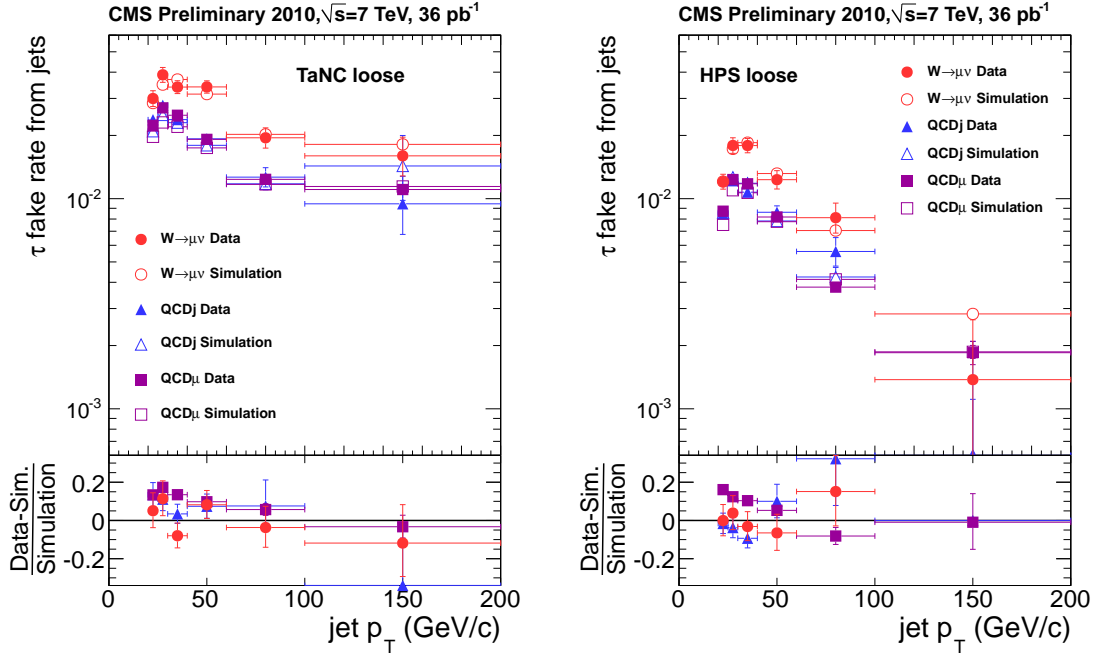 CMS Preliminary 2010,√s=7 TeV, 36 pb⁻¹
τ fake rate from jets
TaNC loose
10⁻²
10⁻³
W→μν Data
W→μν Simulation
QCDj Data
QCDj Simulation
QCDμ Data
QCDμ Simulation
Data-Sim.
Simulation
0.2
0
-0.2
0 50 100 150 200
jet p_T (GeV/c)
CMS Preliminary 2010,√s=7 TeV, 36 pb⁻¹
τ fake rate from jets
HPS loose
W→μν Data
W→μν Simulation
QCDj Data
QCDj Simulation
QCDμ Data
QCDμ Simulation
10⁻²
10⁻³
Data-Sim.
Simulation
0.2
0
-0.2
0 50 100 150 200
jet p_T (GeV/c)